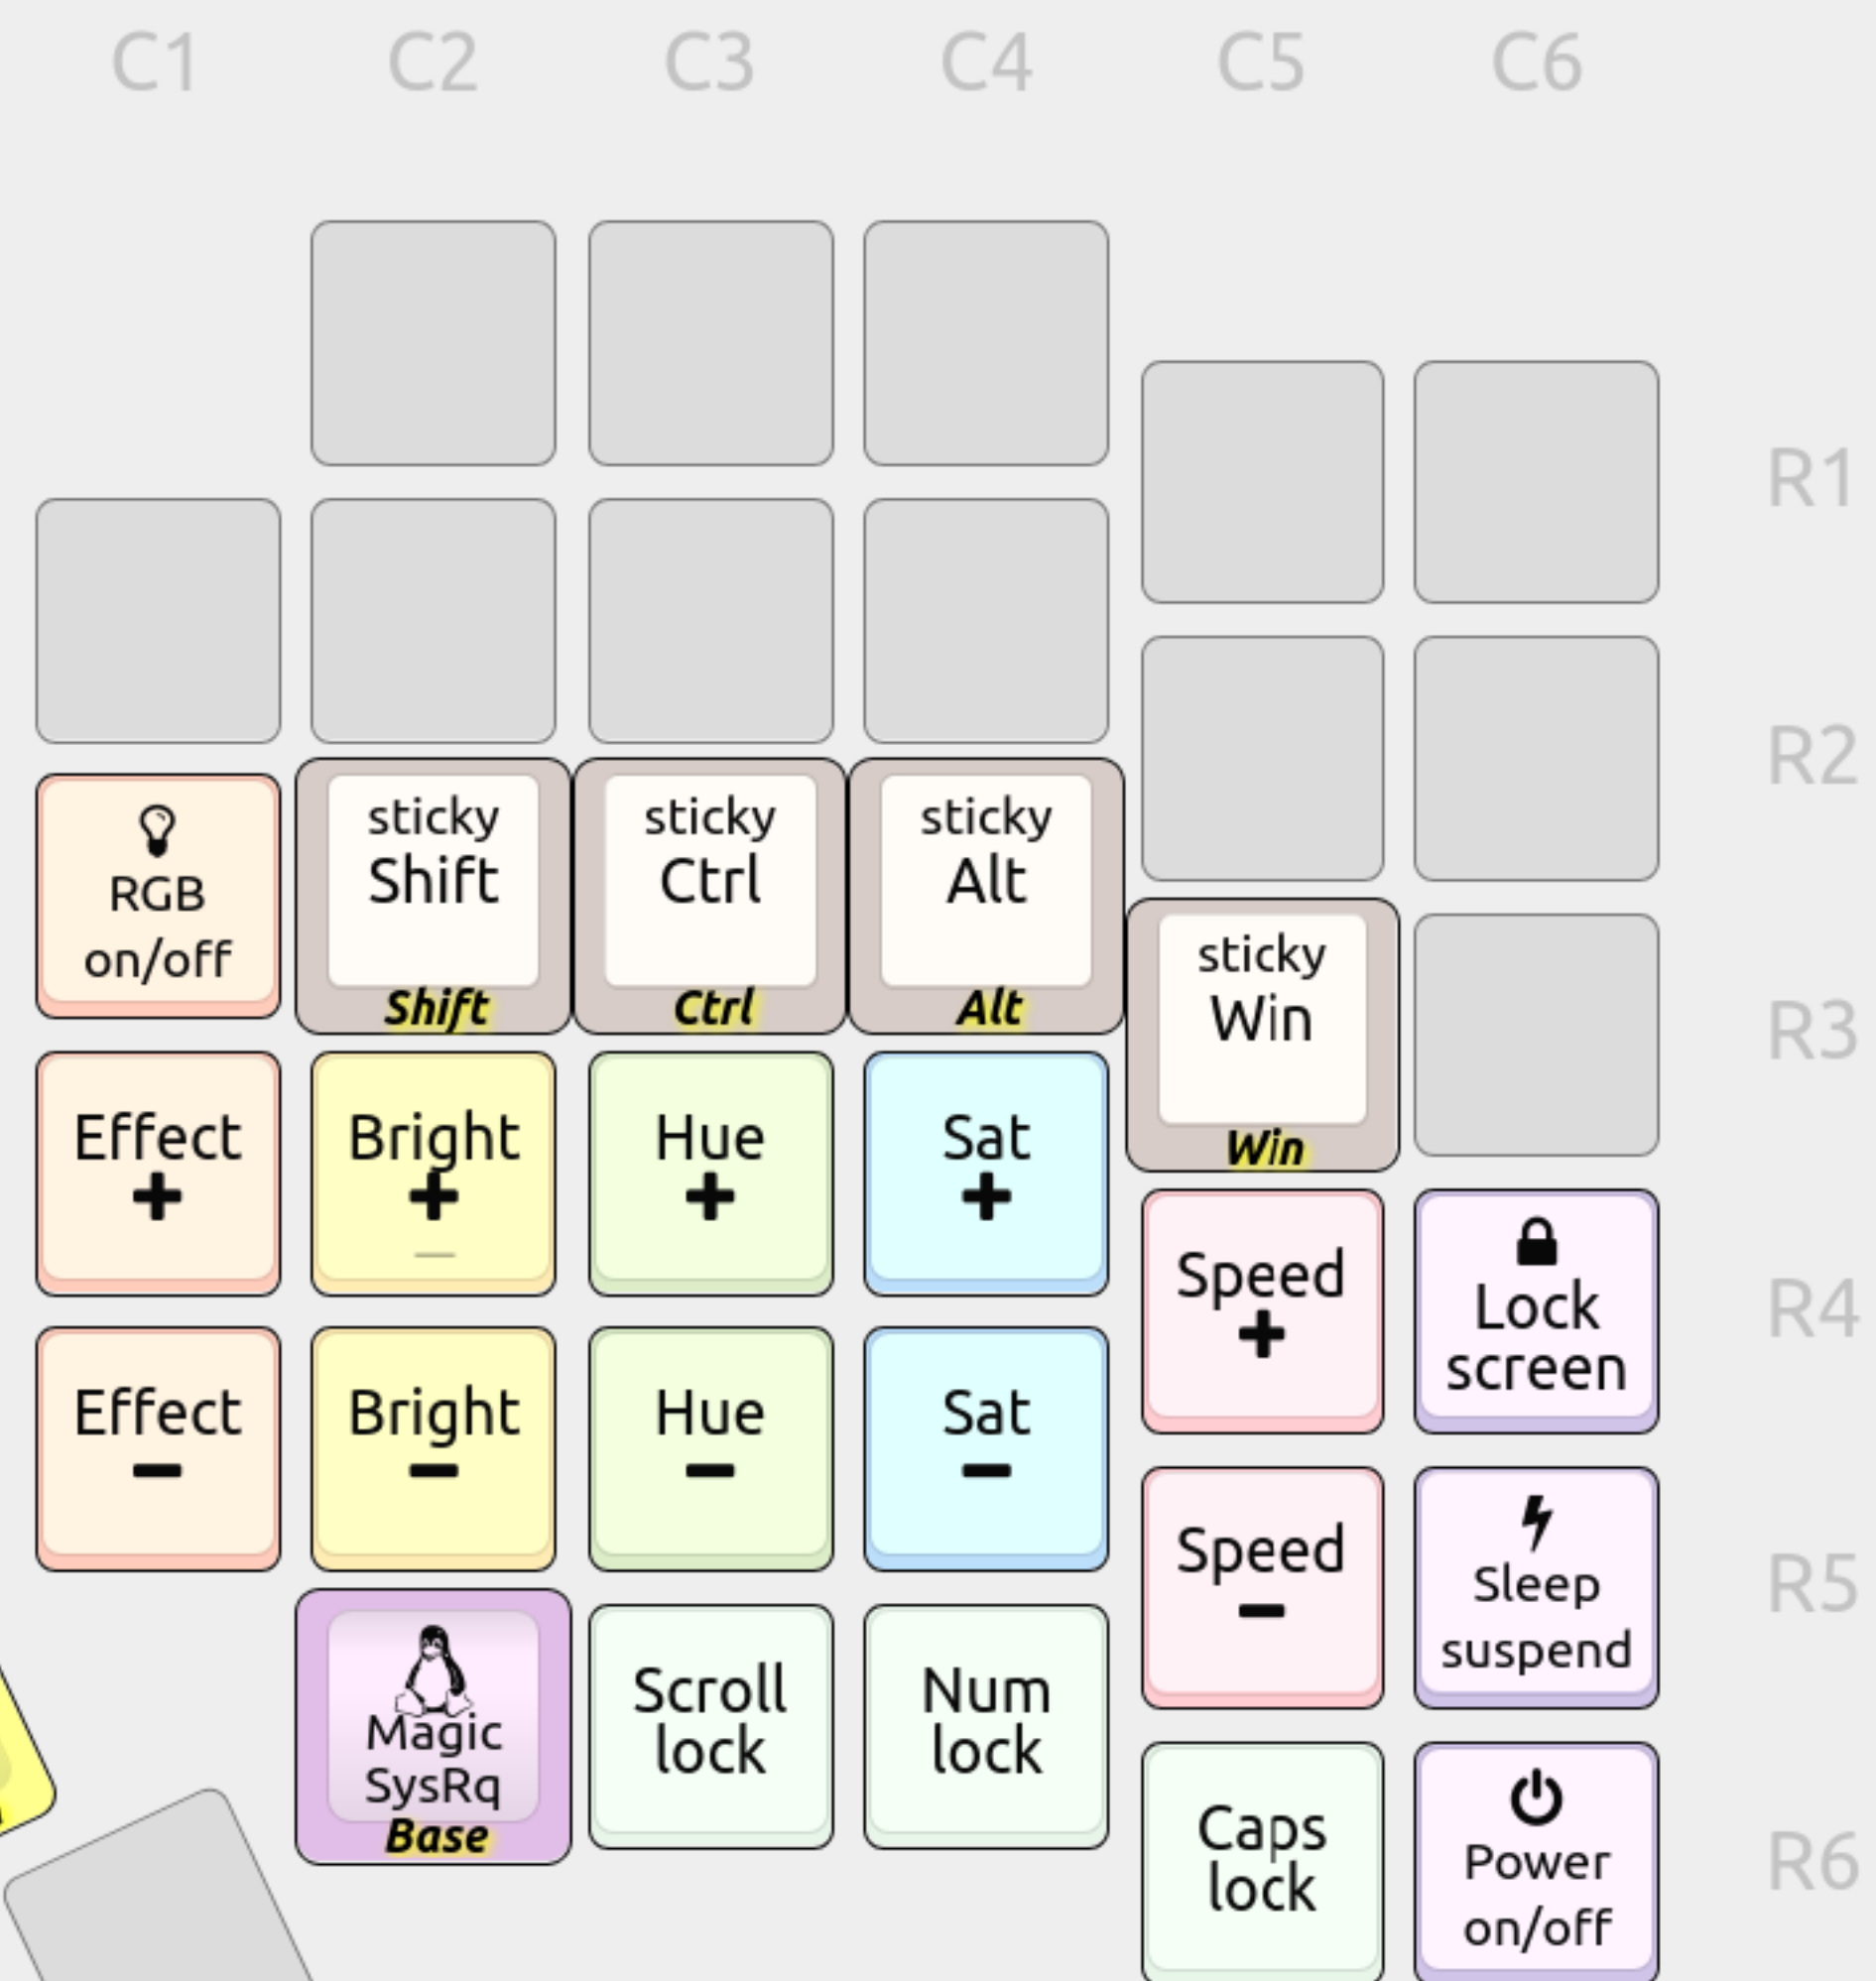 C1 C2 C3 C4 C5 C6
R1
R2
RGB
on/off
sticky
Shift
Shift
sticky
Ctrl
Ctrl
sticky
Alt
Alt
sticky
Win
Win
R3
Effect
+
Bright
+
_
Hue
+
Sat
+
Speed
+
Lock
screen
R4
Effect
-
Bright
-
Hue
-
Sat
-
Speed
-
Sleep
suspend
R5
Magic
SysRq
Base
Scroll
lock
Num
lock
Caps
lock
Power
on/off
R6